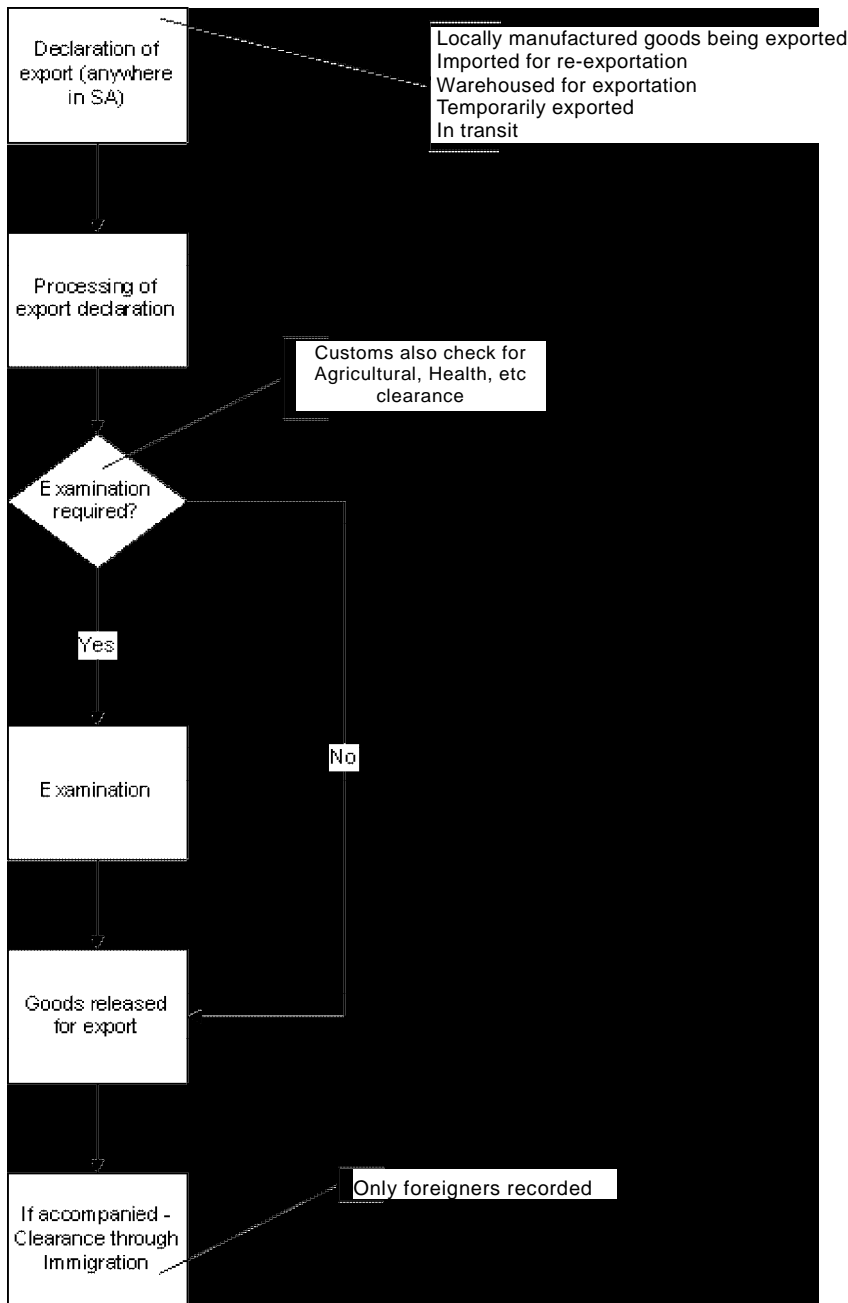 Declaration of
export (anywhere
in SA)
Locally manufactured goods being exported
Imported for re-exportation
Warehoused for exportation
Temporarily exported
In transit
Processing of
export declaration
Customs also check for
Agricultural, Health, etc
clearance
Examination
required?
Yes
No
Examination
Goods released
for export
If accompanied -
Clearance through
Immigration
Only foreigners recorded